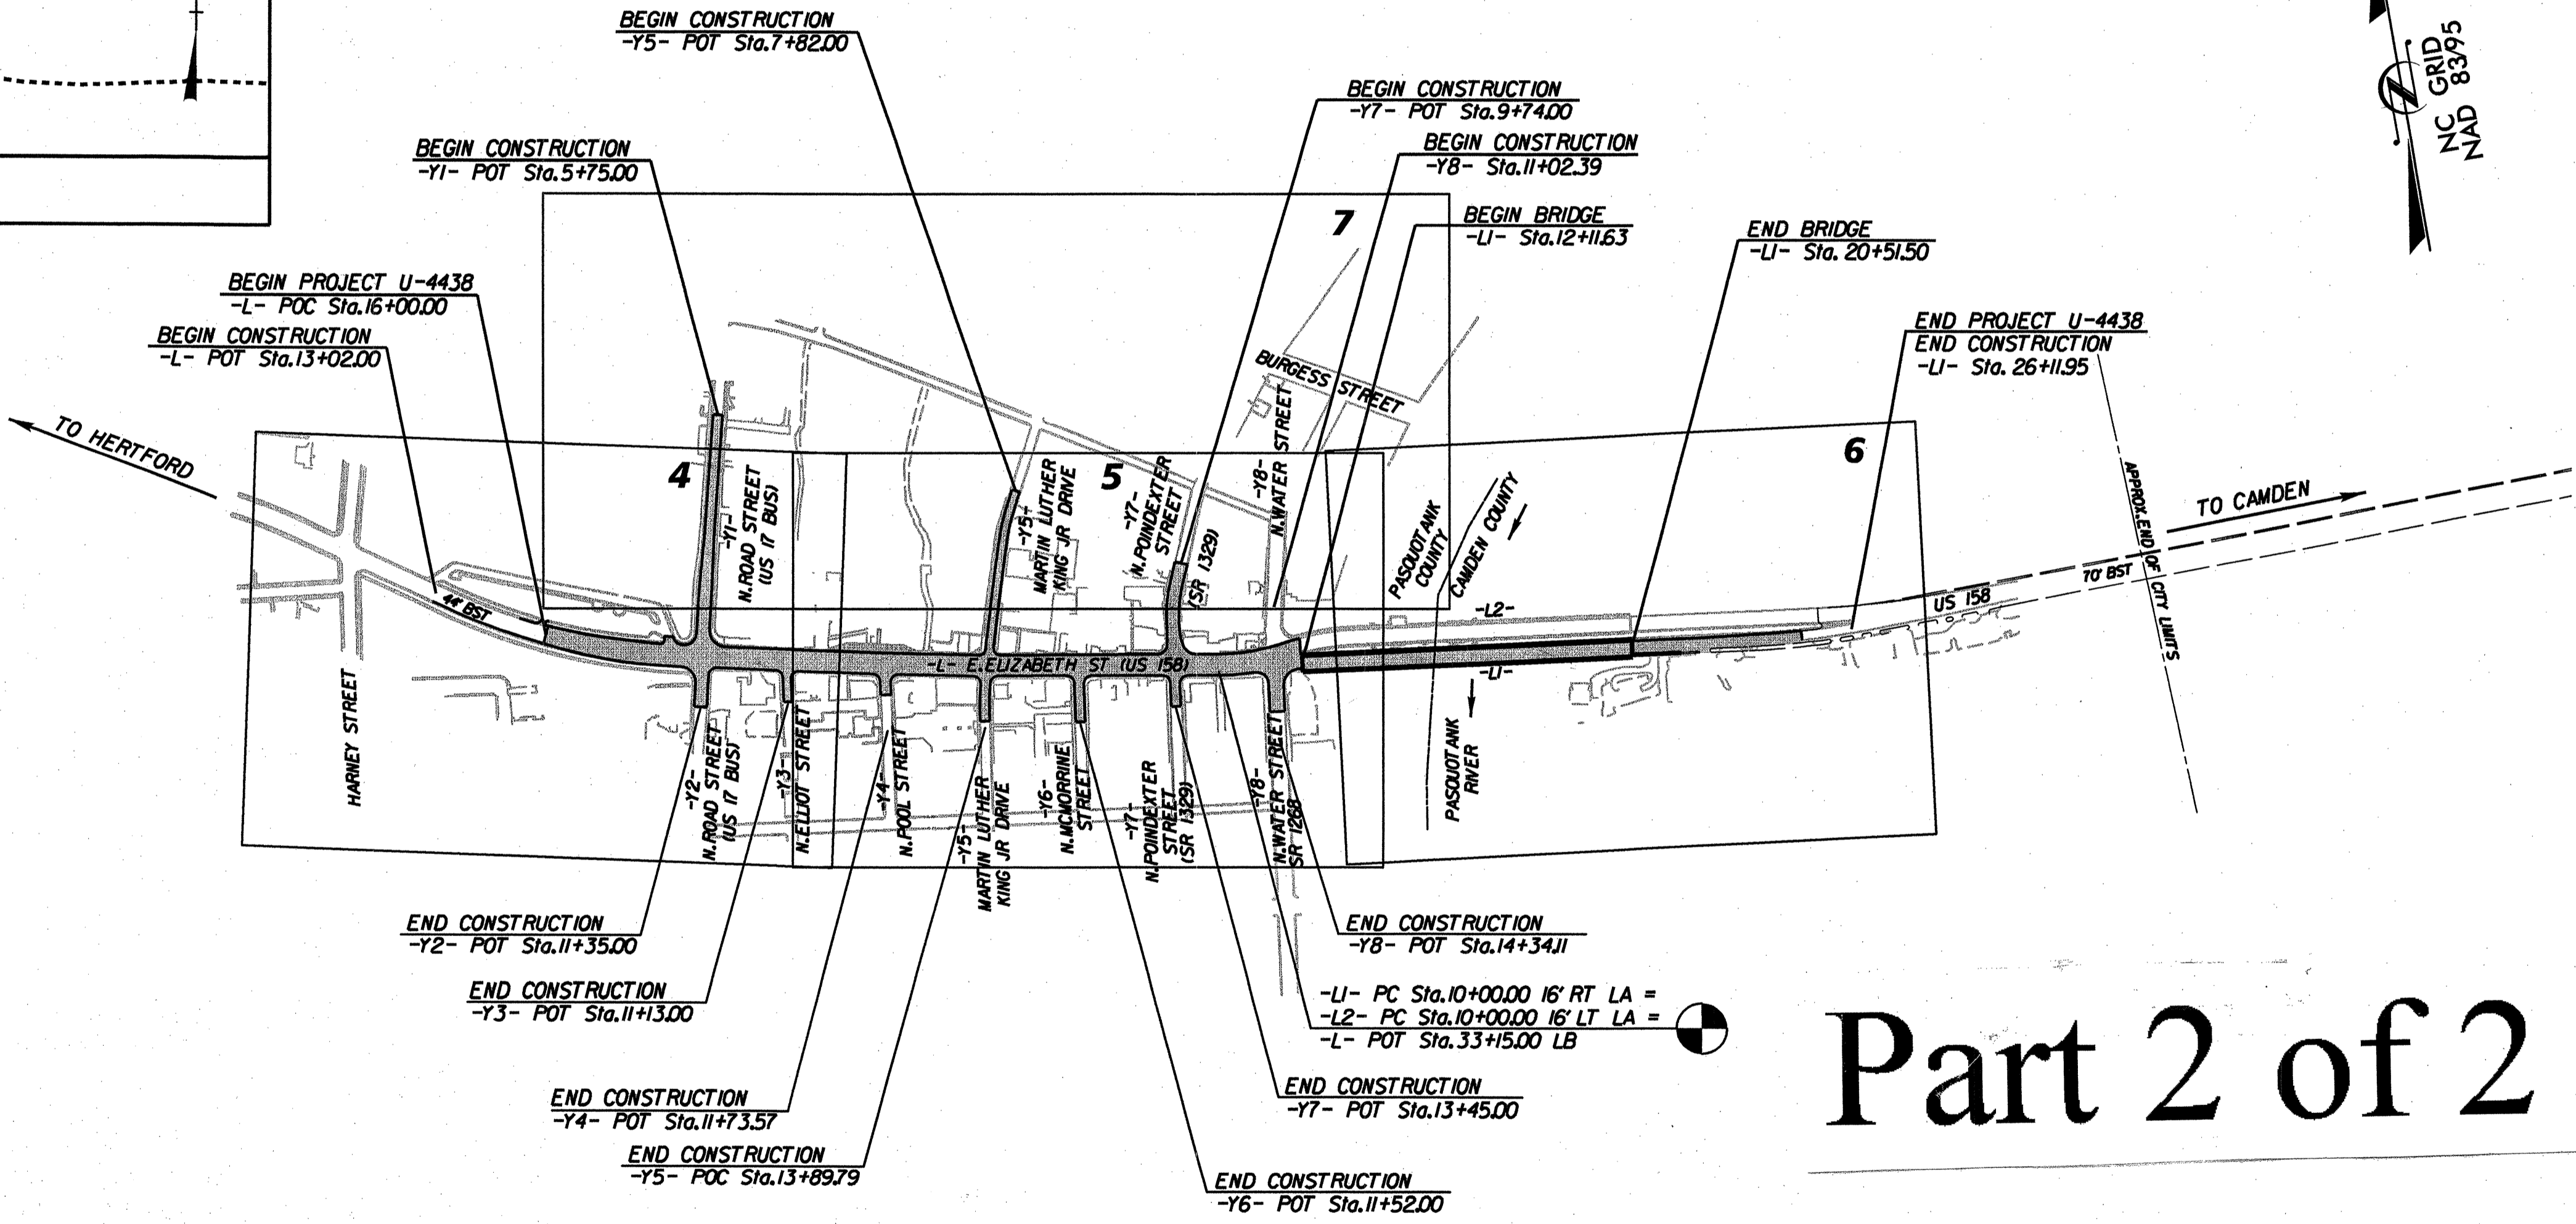 BEGIN CONSTRUCTION
-Y5- POT Sta.7+82.00
BEGIN CONSTRUCTION
-Y7- POT Sta.9+74.00
BEGIN CONSTRUCTION
-Y1- POT Sta.5+75.00
BEGIN CONSTRUCTION
-Y8- Sta.11+02.39
BEGIN BRIDGE
-L1- Sta.12+11.63
END BRIDGE
-L1- Sta. 20+51.50
NC GRID
NAD 83/95
BEGIN PROJECT U-4438
-L- POC Sta.16+00.00
BEGIN CONSTRUCTION
-L- POT Sta.13+02.00
END PROJECT U-4438
END CONSTRUCTION
-L1- Sta. 26+11.95
7
4
5
6
TO HERTFORD
BURGESS STREET
-Y8-
N.WATER STREET
-Y1-
N.ROAD STREET
(US 17 BUS)
-Y5-
MARTIN LUTHER
KING JR DRIVE
-Y7-
N.POINDEXTER
STREET
(SR 1329)
PASQUOTANK
COUNTY
CAMDEN COUNTY
APPROX.END OF CITY LIMITS
TO CAMDEN
70' BST
US 158
44' BST
-L2-
-L- E.ELIZABETH ST (US 158)
-L1-
HARNEY STREET
-Y2-
N.ROAD STREET
(US 17 BUS)
-Y3-
N.ELLIOT STREET
-Y4-
N.POOL STREET
-Y5-
MARTIN LUTHER
KING JR DRIVE
-Y6-
N.MCMORRINE
STREET
-Y7-
N.POINDEXTER
STREET
(SR 1329)
-Y8-
N.WATER STREET
SR 1268
PASQUOTANK
RIVER
END CONSTRUCTION
-Y2- POT Sta.11+35.00
END CONSTRUCTION
-Y8- POT Sta.14+34.11
END CONSTRUCTION
-Y3- POT Sta.11+13.00
-L1- PC Sta.10+00.00 16' RT LA =
-L2- PC Sta.10+00.00 16' LT LA =
-L- POT Sta.33+15.00 LB
END CONSTRUCTION
-Y4- POT Sta.11+73.57
END CONSTRUCTION
-Y7- POT Sta.13+45.00
END CONSTRUCTION
-Y5- POC Sta.13+89.79
END CONSTRUCTION
-Y6- POT Sta.11+52.00
Part 2 of 2